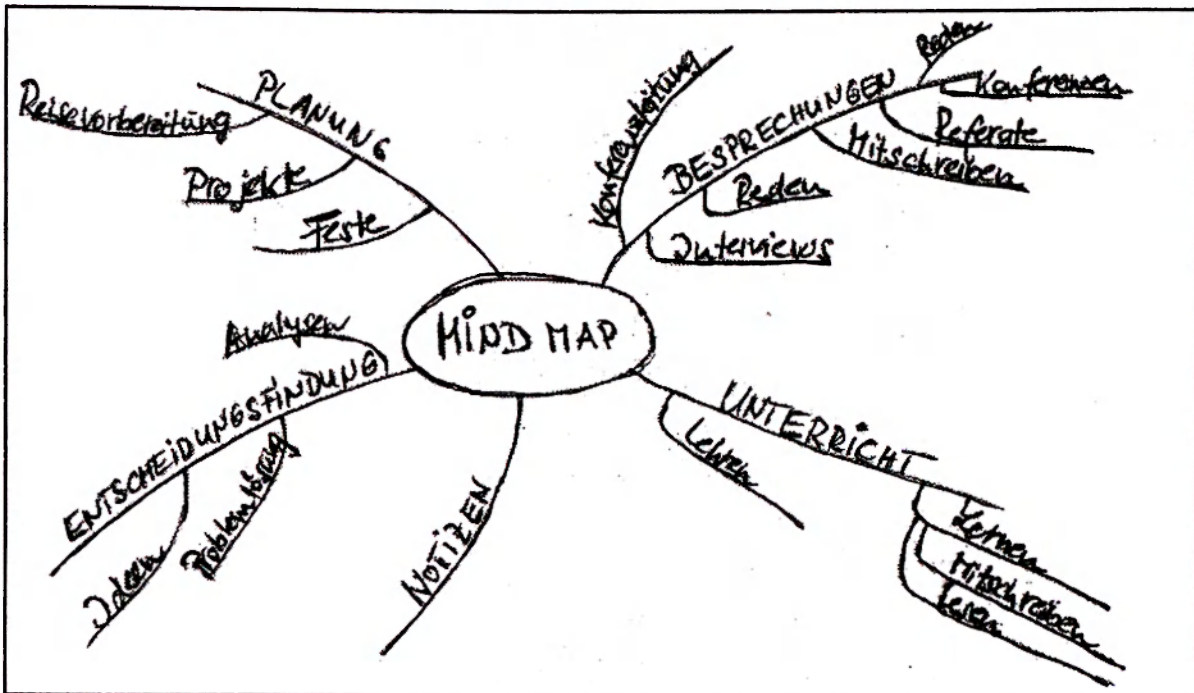 MIND MAP
PLANUNG
Reisevorbereitung
Projekte
Feste
BESPRECHUNGEN
Konferenzleitung
Reden
Konferenzen
Referate
Mitschreiben
Reden
Interviews
UNTERRICHT
Lehren
Lernen
Mitschreiben
Lesen
NOTIZEN
ENTSCHEIDUNGSFINDUNG
Analysen
Problemlösung
Ideen